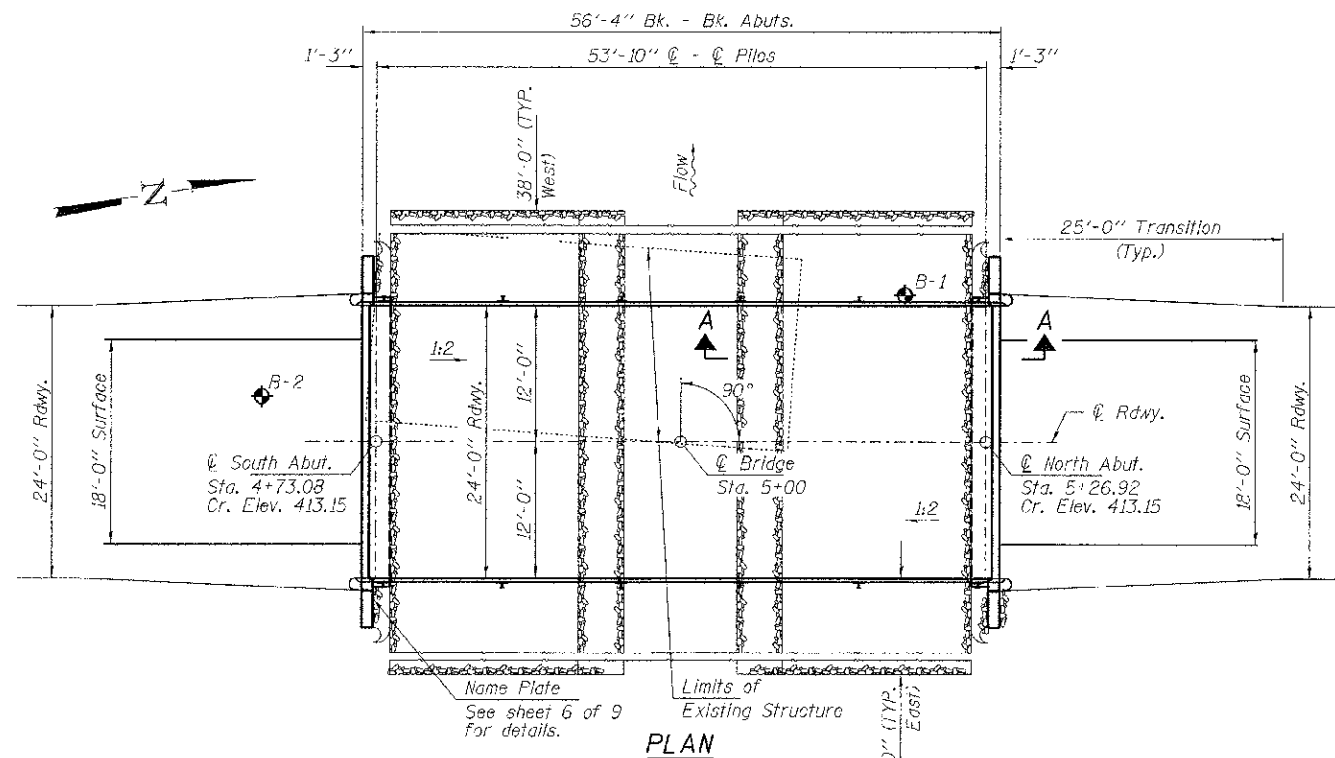 56'-4" Bk. - Bk. Abuts.
1'-3"
53'-10" ℄ - ℄ Piles
1'-3"
38'-0" (TYP.
West)
Flow
N
25'-0" Transition
(Typ.)
B-1
A
A
1:2
90°
B-2
24'-0" Rdwy.
18'-0" Surface
24'-0" Rdwy.
12'-0"
12'-0"
℄ Rdwy.
18'-0" Surface
24'-0" Rdwy.
℄ South Abut.
Sta. 4+73.08
Cr. Elev. 413.15
℄ Bridge
Sta. 5+00
℄ North Abut.
Sta. 5+26.92
Cr. Elev. 413.15
1:2
Name Plate
See sheet 6 of 9
for details.
Limits of
Existing Structure
0" (TYP.
East)
PLAN